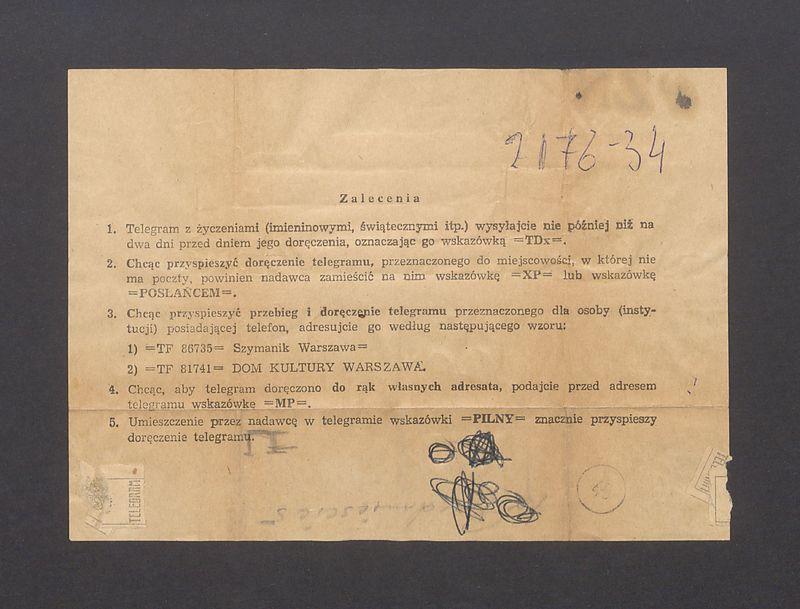 2176-34
Zalecenia
1. Telegram z życzeniami (imieninowymi, świątecznymi itp.) wysyłajcie nie później niż na
dwa dni przed dniem jego doręczenia, oznaczając go wskazówką =TDx=.
2. Chcąc przyspieszyć doręczenie telegramu, przeznaczonego do miejscowości, w której nie
ma poczty, powinien nadawca zamieścić na nim wskazówkę =XP= lub wskazówkę
=POSLAŃCEM=.
3. Chcąc przyspieszyć przebieg i doręczenie telegramu przeznaczonego dla osoby (insty-
tucji) posiadającej telefon, adresujcie go według następującego wzoru:
1) =TF 86735= Szymanik Warszawa=
2) =TF 81741= DOM KULTURY WARSZAWA.
4. Chcąc, aby telegram doręczono do rąk własnych adresata, podajcie przed adresem
telegramu wskazówkę =MP=.
5. Umieszczenie przez nadawcę w telegramie wskazówki =PILNY= znacznie przyspieszy
doręczenie telegramu.
TELEGRAM